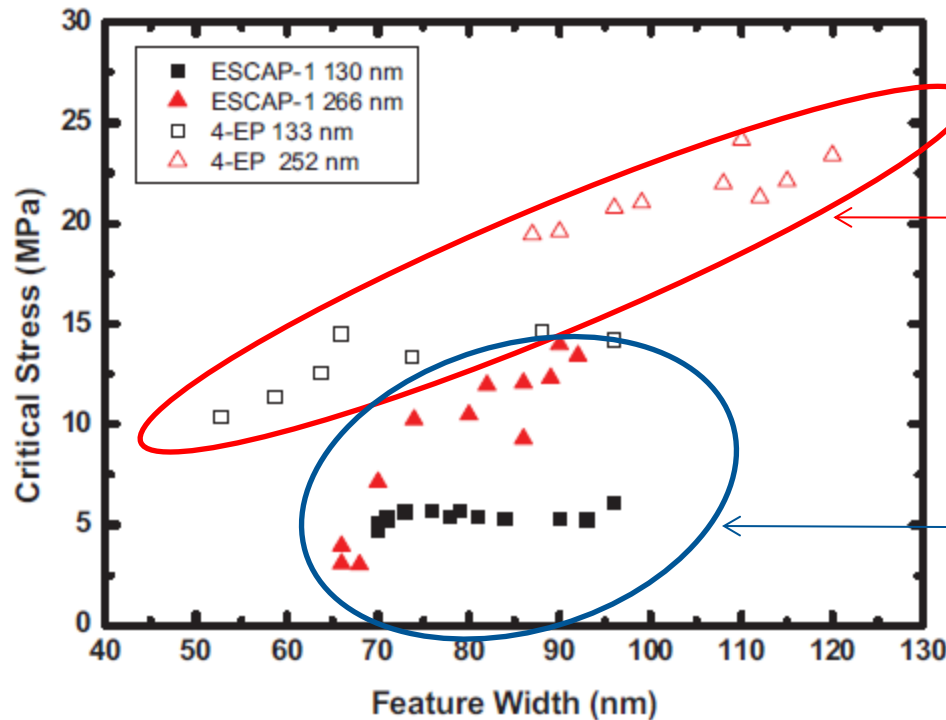 30
25
20
15
10
5
0
Critical Stress (MPa)
ESCAP-1 130 nm
ESCAP-1 266 nm
4-EP 133 nm
4-EP 252 nm
40 50 60 70 80 90 100 110 120 130
Feature Width (nm)